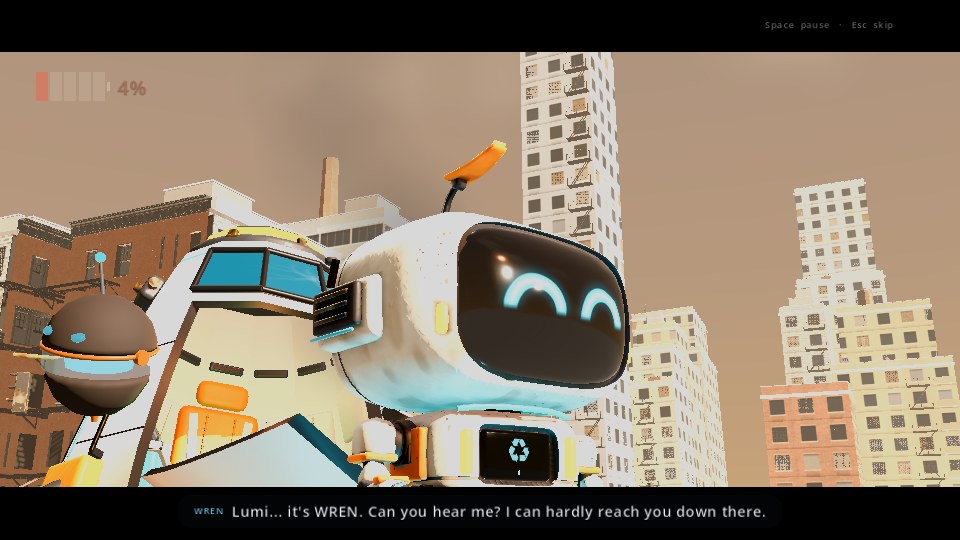 Space pause · Esc skip
4%
WREN Lumi... it's WREN. Can you hear me? I can hardly reach you down there.